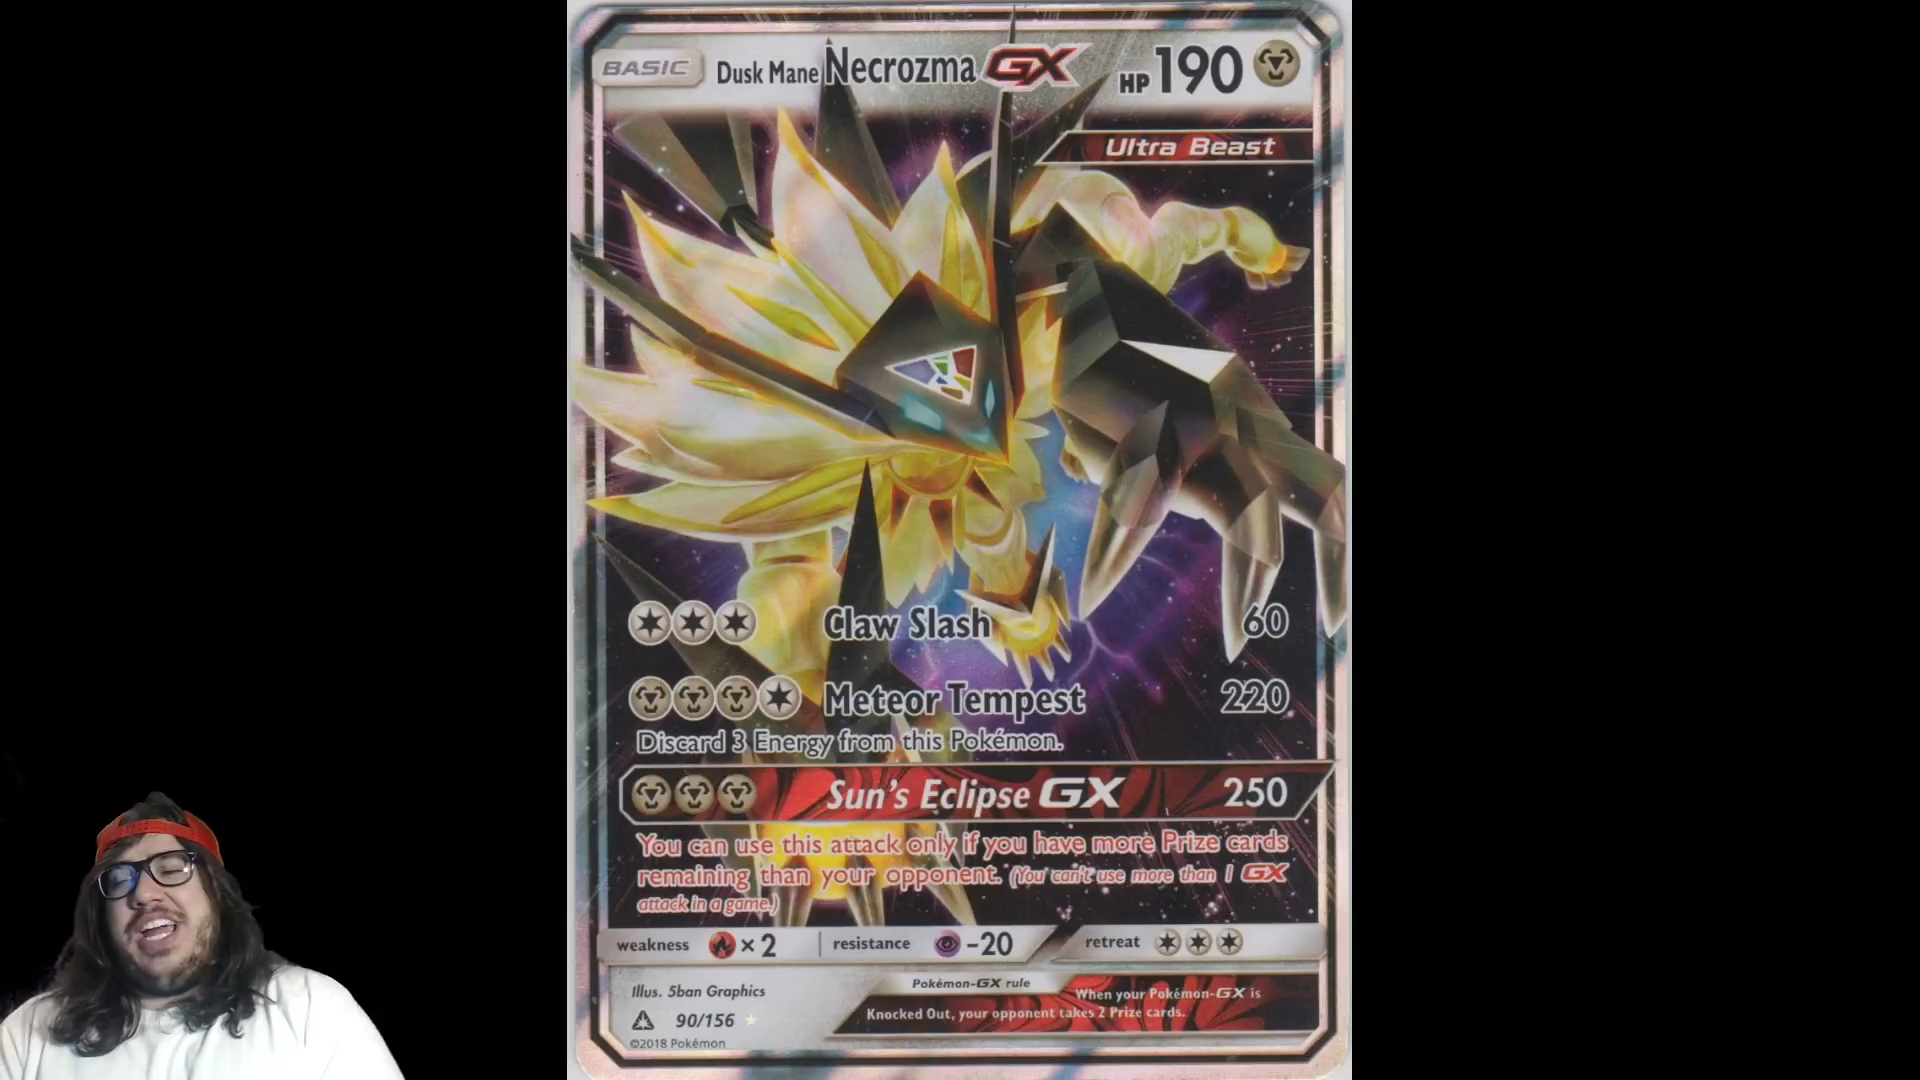 BASIC Dusk Mane Necrozma GX HP 190
Ultra Beast
Claw Slash 60
Meteor Tempest 220
Discard 3 Energy from this Pokémon.
Sun's Eclipse GX 250
You can use this attack only if you have more Prize cards
remaining than your opponent. (You can't use more than 1 GX
attack in a game.)
weakness ×2 resistance -20 retreat
Illus. 5ban Graphics
90/156
©2018 Pokémon
Pokémon-GX rule
When your Pokémon-GX is
Knocked Out, your opponent takes 2 Prize cards.